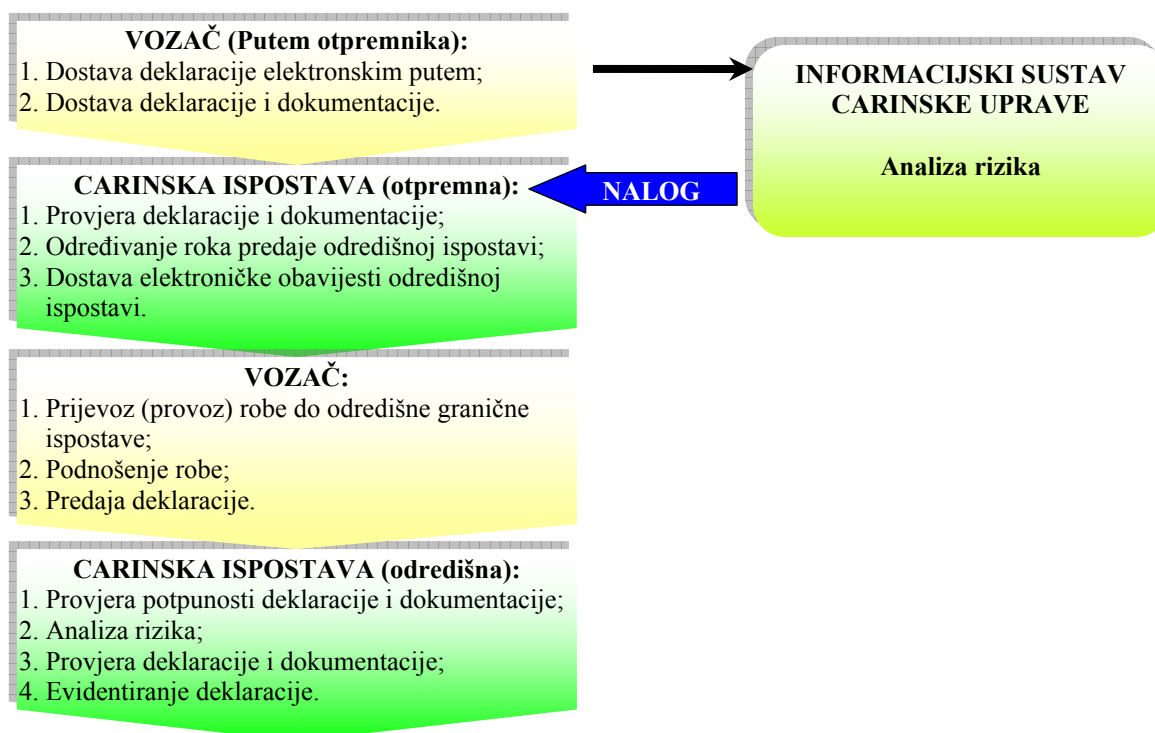 VOZAČ (Putem otpremnika):
1. Dostava deklaracije elektronskim putem;
2. Dostava deklaracije i dokumentacije.
INFORMACIJSKI SUSTAV
CARINSKE UPRAVE
Analiza rizika
NALOG
CARINSKA ISPOSTAVA (otpremna):
1. Provjera deklaracije i dokumentacije;
2. Određivanje roka predaje odredišnoj ispostavi;
3. Dostava elektroničke obavijesti odredišnoj
ispostavi.
VOZAČ:
1. Prijevoz (provoz) robe do odredišne granične
ispostave;
2. Podnošenje robe;
3. Predaja deklaracije.
CARINSKA ISPOSTAVA (odredišna):
1. Provjera potpunosti deklaracije i dokumentacije;
2. Analiza rizika;
3. Provjera deklaracije i dokumentacije;
4. Evidentiranje deklaracije.